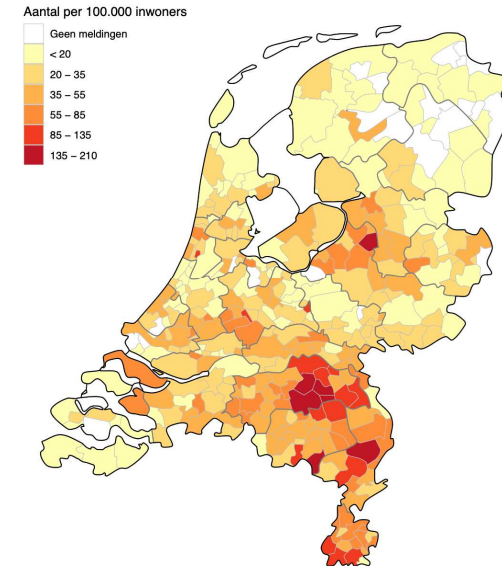 Aantal per 100.000 inwoners
Geen meldingen
< 20
20 – 35
35 – 55
55 – 85
85 – 135
135 – 210